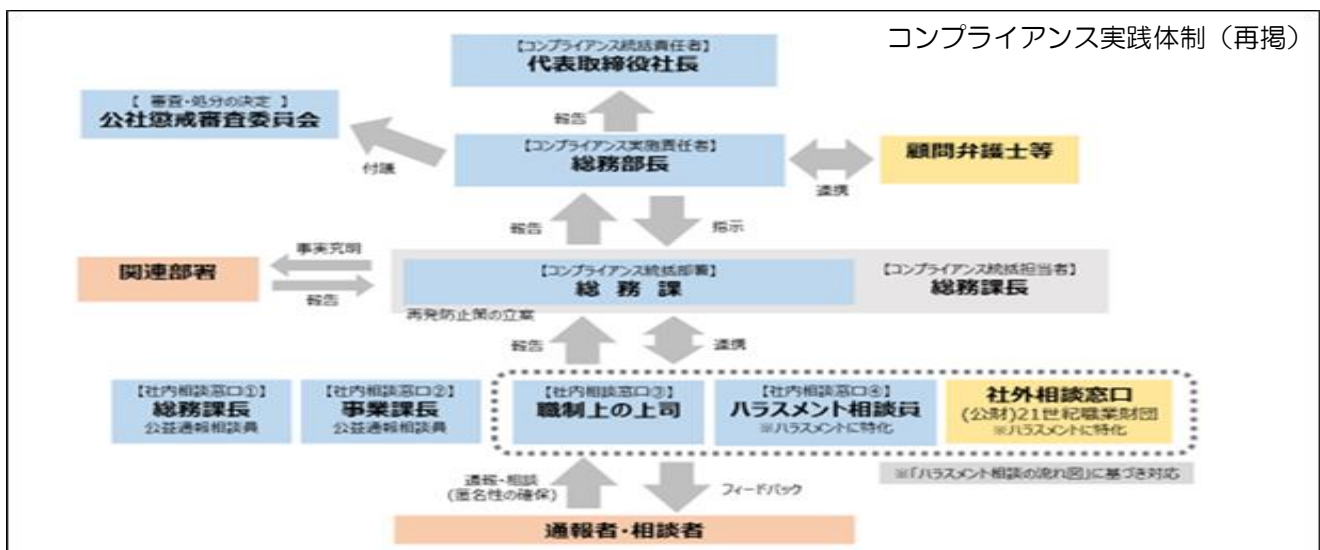 コンプライアンス実践体制（再掲）
【コンプライアンス統括責任者】
代表取締役社長
【 審査・処分の決定 】
公社懲戒審査委員会
報告
付議
【コンプライアンス実施責任者】
総務部長
連携
顧問弁護士等
報告
指示
事実究明
関連部署
報告
【コンプライアンス統括部署】
総 務 課
【コンプライアンス統括担当者】
総務課長
再発防止策の立案
報告
連携
【社内相談窓口①】
総務課長
公益通報相談員
【社内相談窓口②】
事業課長
公益通報相談員
【社内相談窓口③】
職制上の上司
【社内相談窓口④】
ハラスメント相談員
※ハラスメントに特化
社外相談窓口
(公財)21世紀職業財団
※ハラスメントに特化
※「ハラスメント相談の流れ図」に基づき対応
通報・相談
(匿名性の確保)
フィードバック
通報者・相談者